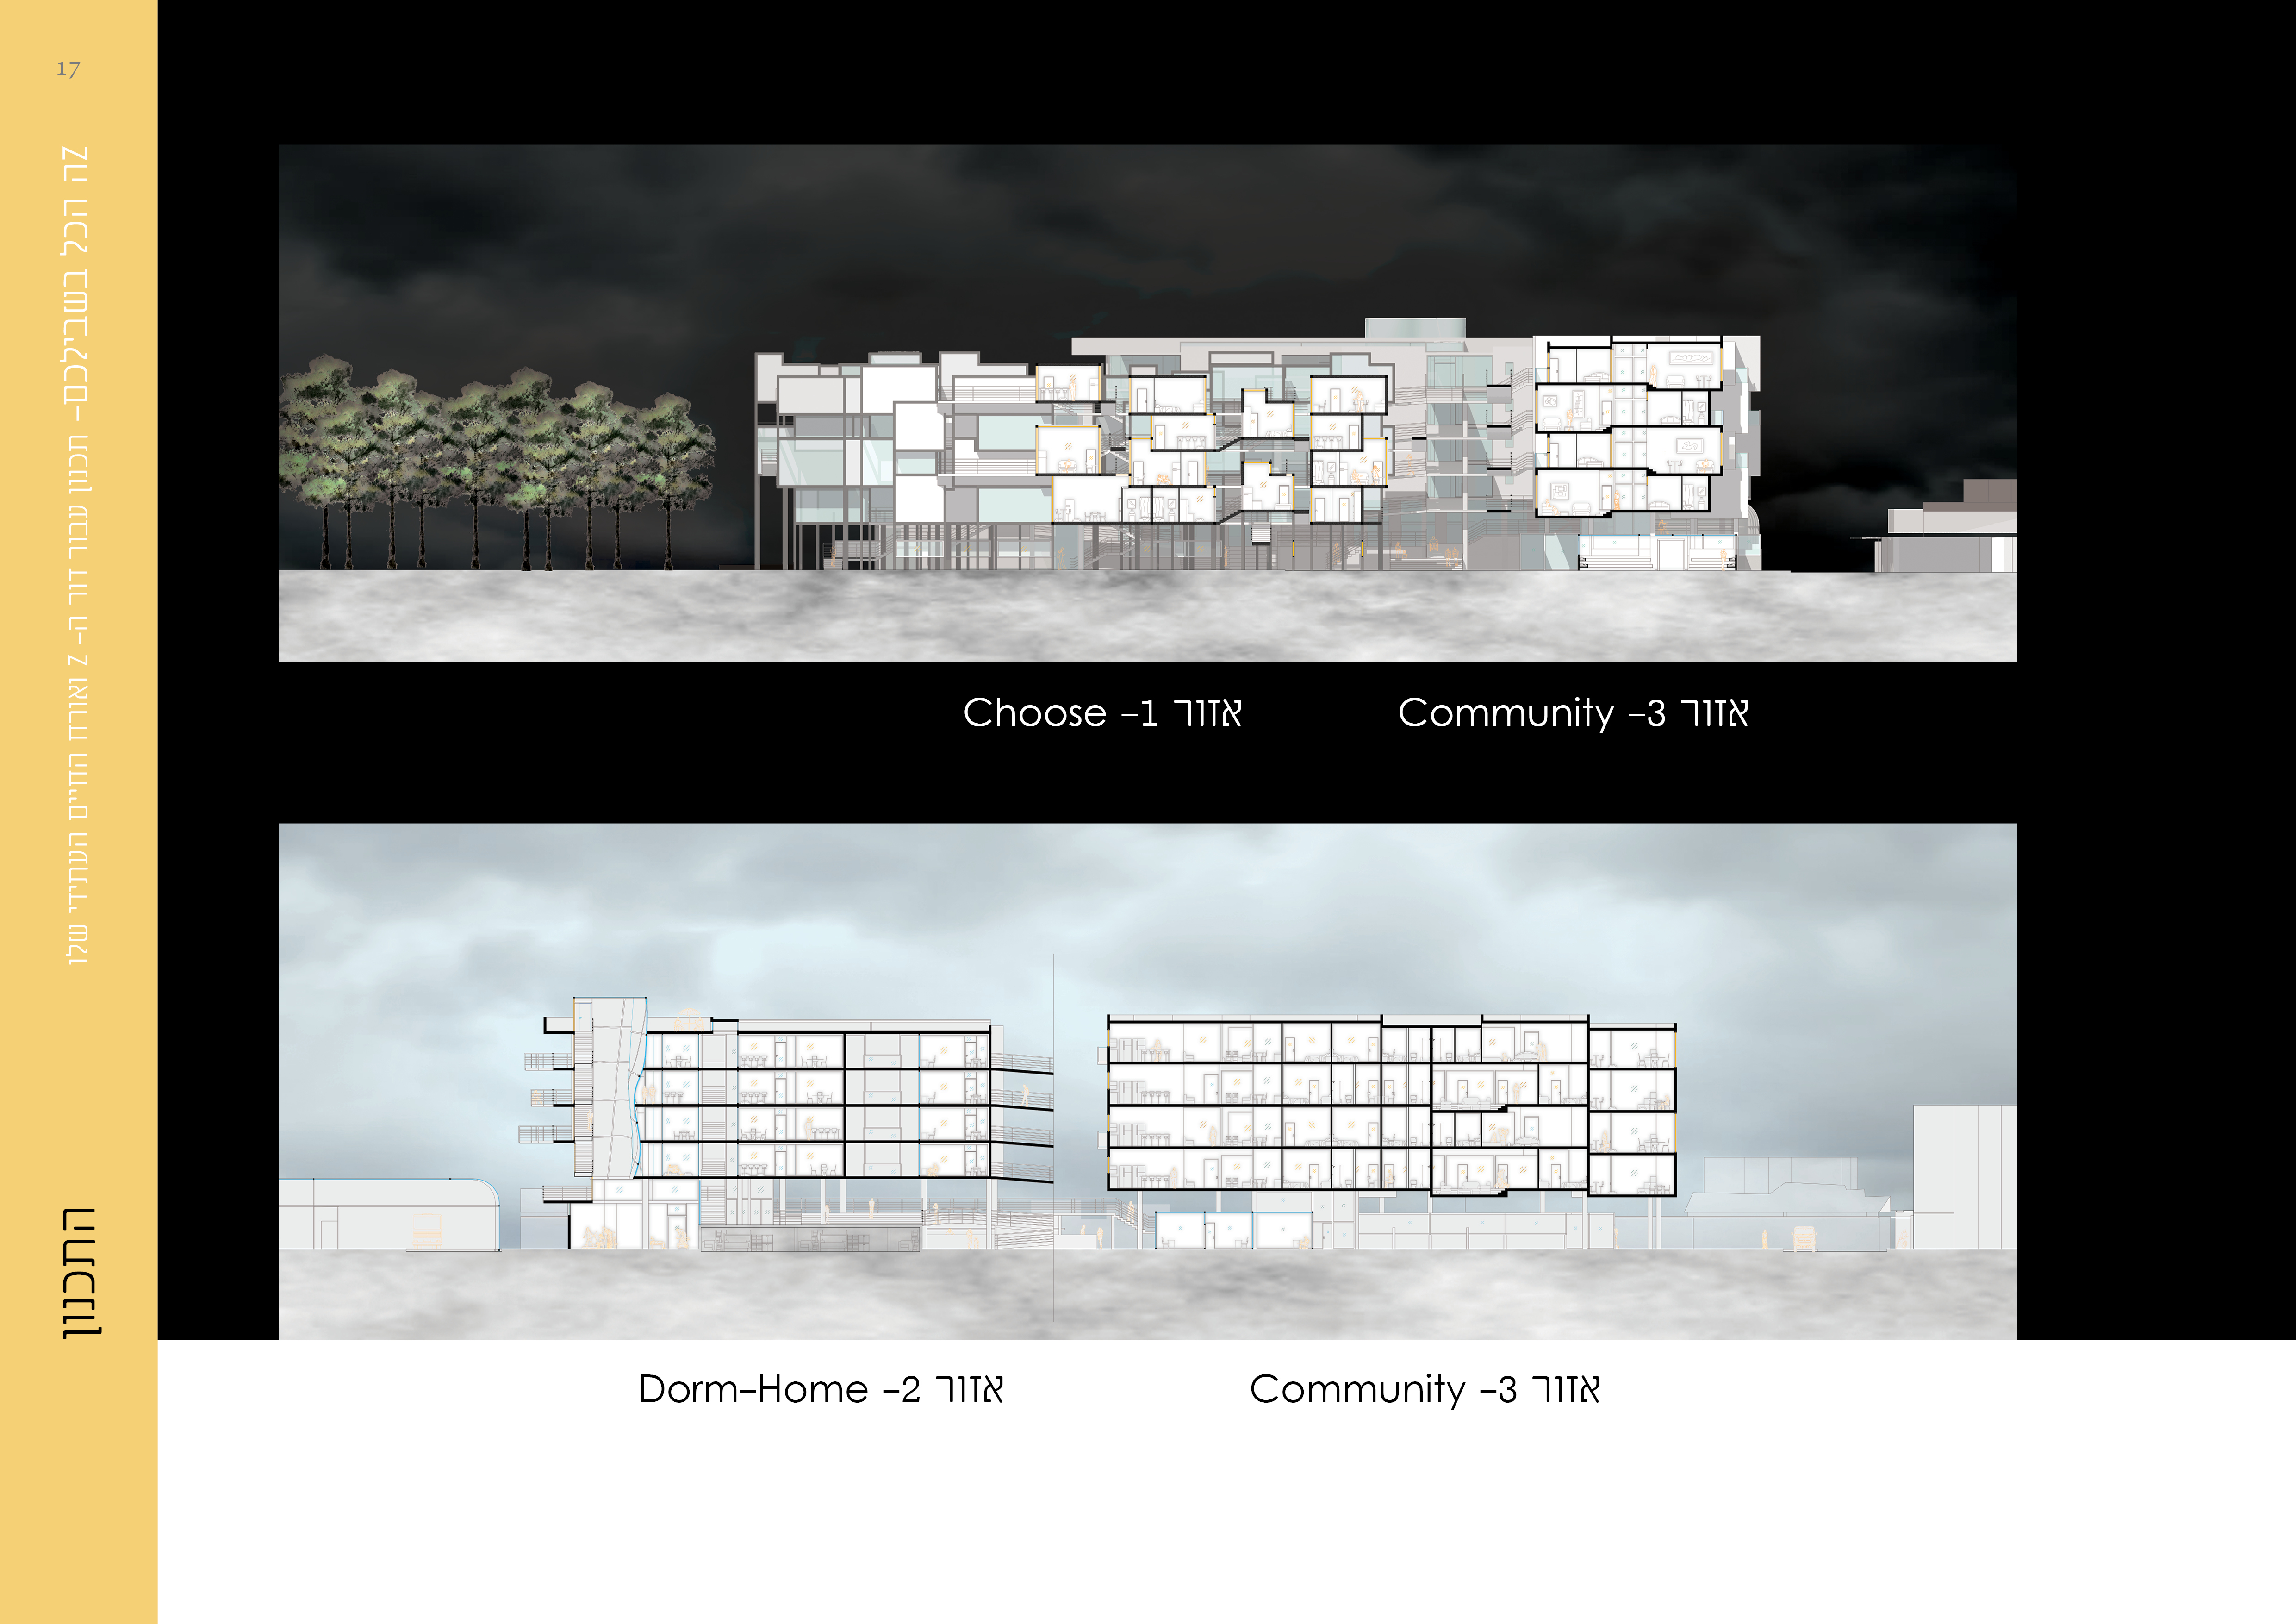 17
זה הכל בשבילכם- תכנון עבור דור ה- Z ואורח החיים העתידי שלו
התכנון
אזור 1- Choose
אזור 3- Community
אזור 2- Dorm-Home
אזור 3- Community